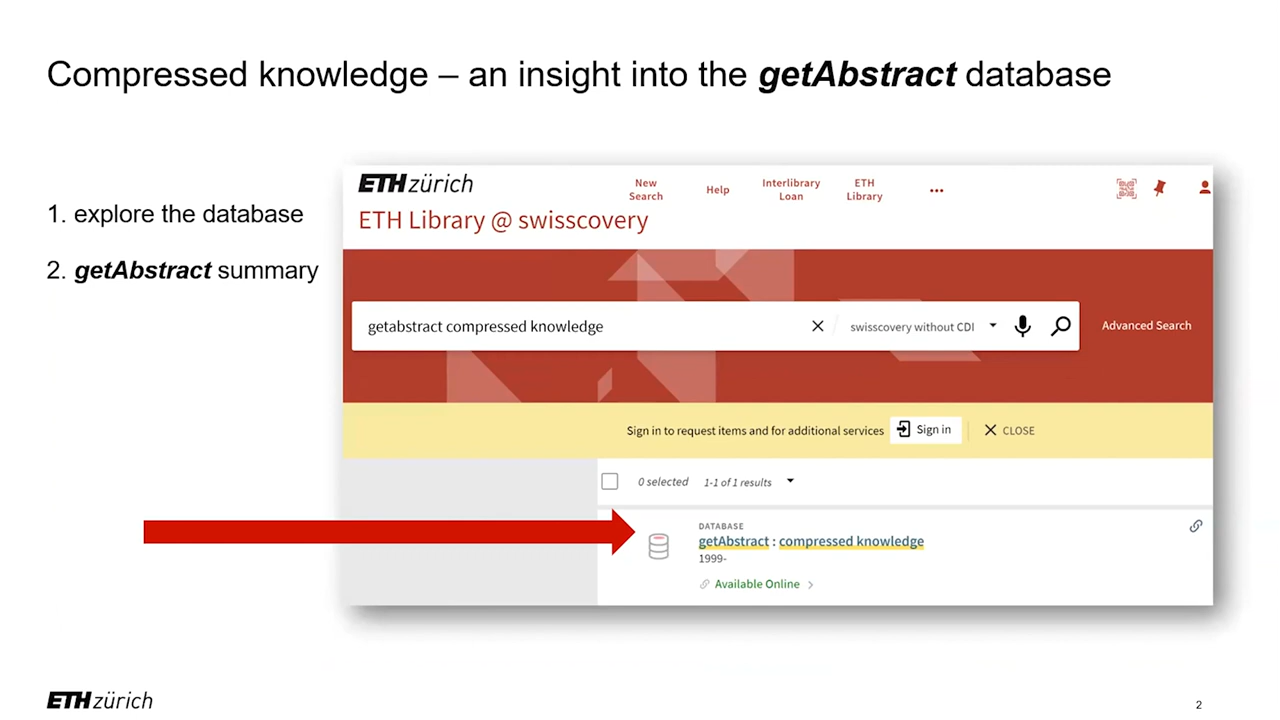 Compressed knowledge – an insight into the getAbstract database
1. explore the database
2. getAbstract summary
ETH zürich
New Search
Help
Interlibrary Loan
ETH Library
...
ETH Library @ swisscovery
getabstract compressed knowledge
swisscovery without CDI
Advanced Search
Sign in to request items and for additional services
Sign in
CLOSE
0 selected
1-1 of 1 results
DATABASE
getAbstract : compressed knowledge
1999-
Available Online
ETH zürich
2